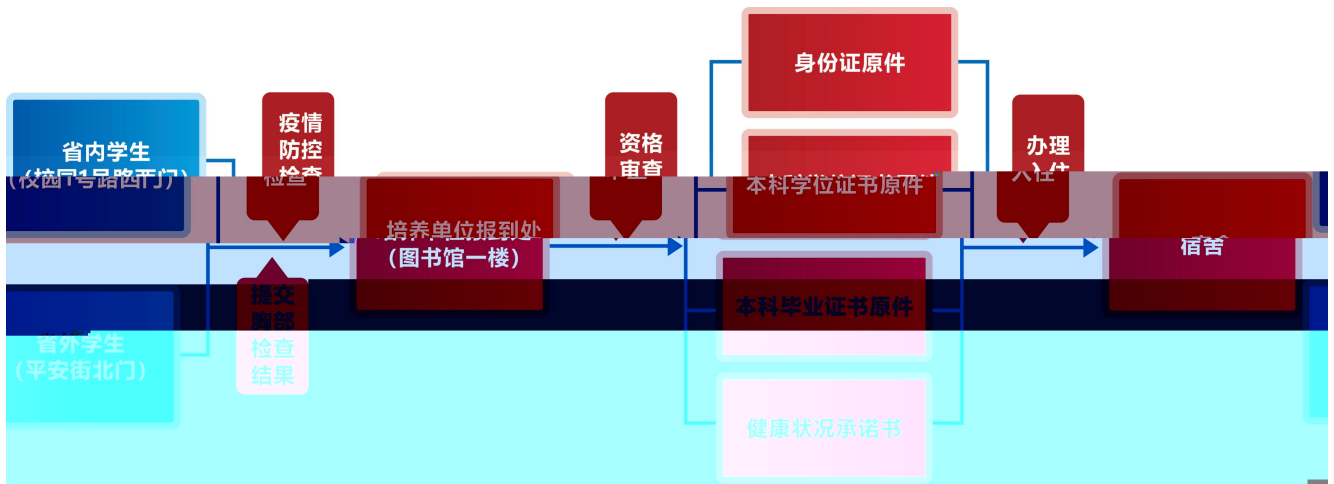 省内学生
（校园1号路西门）
省外学生
（平安街北门）
疫情
防控
检查
提交
胸部
检查
结果
培养单位报到处
（图书馆一楼）
资格
审查
身份证原件
本科学位证书原件
本科毕业证书原件
健康状况承诺书
办理
入住
宿舍